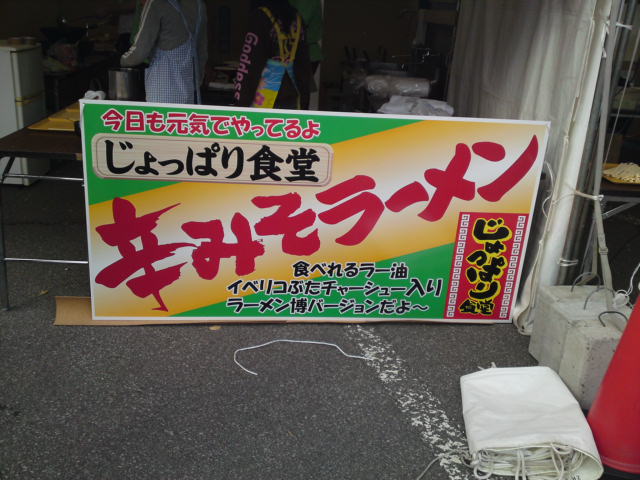 今日も元気でやってるよ
じょっぱり食堂
辛みそラーメン
食べれるラー油
イベリコぶたチャーシュー入り
ラーメン博バージョンだよ～
じょっぱり
食堂
Goddess